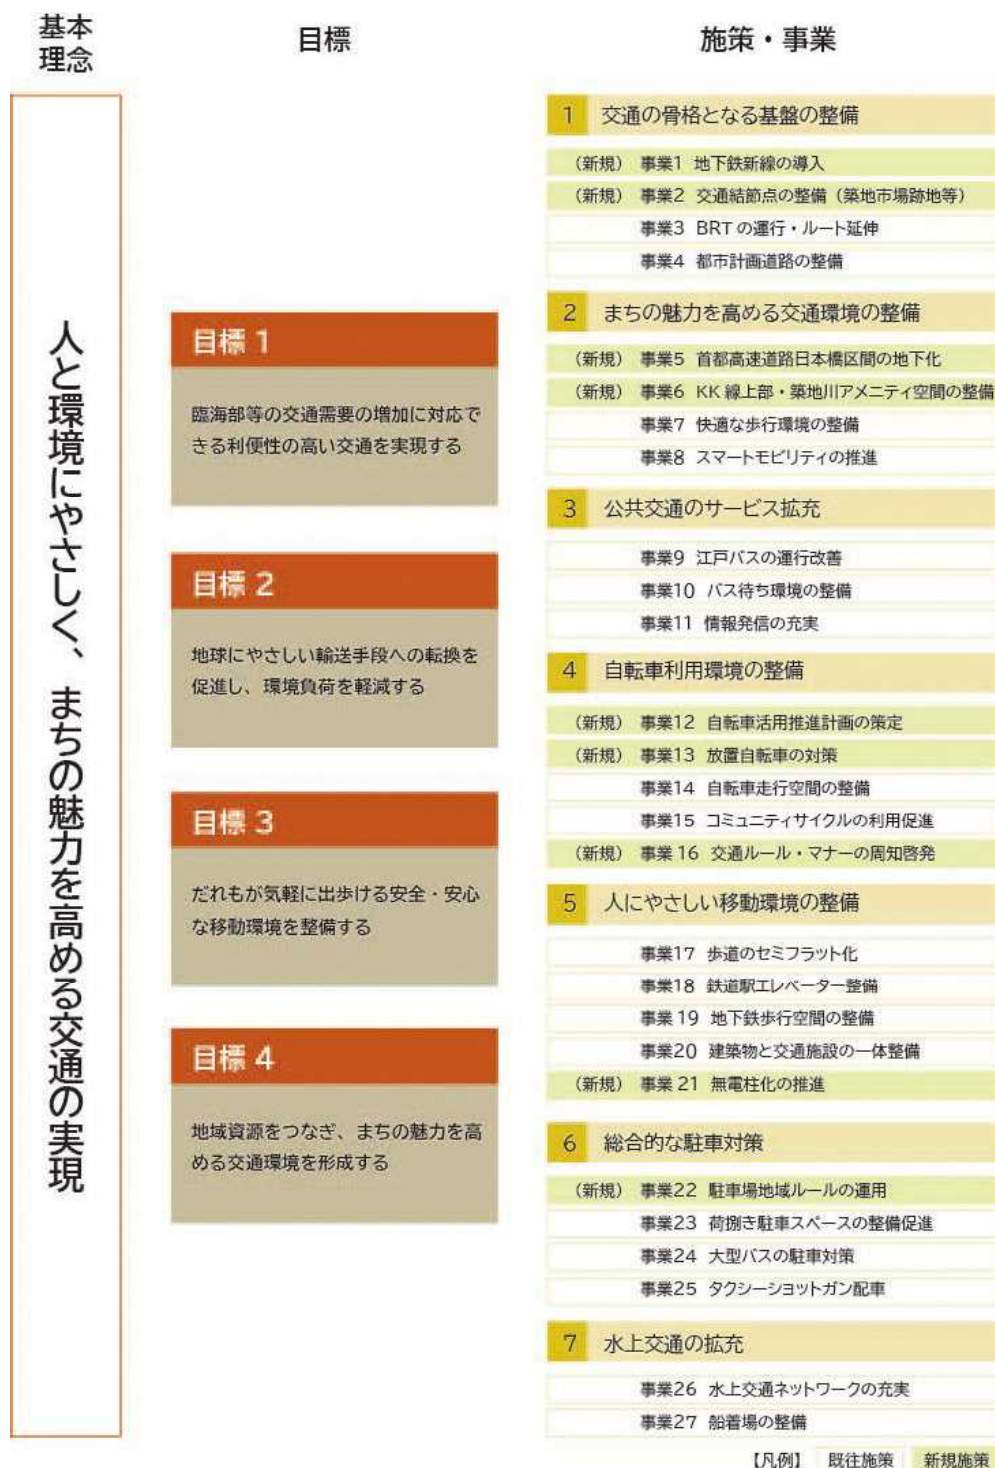 基本
理念
目標
施策・事業
人と環境にやさしく、まちの魅力を高める交通の実現
目標 1
臨海部等の交通需要の増加に対応で
きる利便性の高い交通を実現する
目標 2
地球にやさしい輸送手段への転換を
促進し、環境負荷を軽減する
目標 3
だれもが気軽に出歩ける安全・安心
な移動環境を整備する
目標 4
地域資源をつなぎ、まちの魅力を高
める交通環境を形成する
1 交通の骨格となる基盤の整備
（新規） 事業1 地下鉄新線の導入
（新規） 事業2 交通結節点の整備（築地市場跡地等）
事業3 BRTの運行・ルート延伸
事業4 都市計画道路の整備
2 まちの魅力を高める交通環境の整備
（新規） 事業5 首都高速道路日本橋区間の地下化
（新規） 事業6 KK線上部・築地川アメニティ空間の整備
事業7 快適な歩行環境の整備
事業8 スマートモビリティの推進
3 公共交通のサービス拡充
事業9 江戸バスの運行改善
事業10 バス待ち環境の整備
事業11 情報発信の充実
4 自転車利用環境の整備
（新規） 事業12 自転車活用推進計画の策定
（新規） 事業13 放置自転車の対策
事業14 自転車走行空間の整備
事業15 コミュニティサイクルの利用促進
（新規） 事業16 交通ルール・マナーの周知啓発
5 人にやさしい移動環境の整備
事業17 歩道のセミフラット化
事業18 鉄道駅エレベーター整備
事業19 地下鉄歩行空間の整備
事業20 建築物と交通施設の一体整備
（新規） 事業21 無電柱化の推進
6 総合的な駐車対策
（新規） 事業22 駐車場地域ルールの運用
事業23 荷捌き駐車スペースの整備促進
事業24 大型バスの駐車対策
事業25 タクシーショットガン配車
7 水上交通の拡充
事業26 水上交通ネットワークの充実
事業27 船着場の整備
【凡例】 既往施策 新規施策